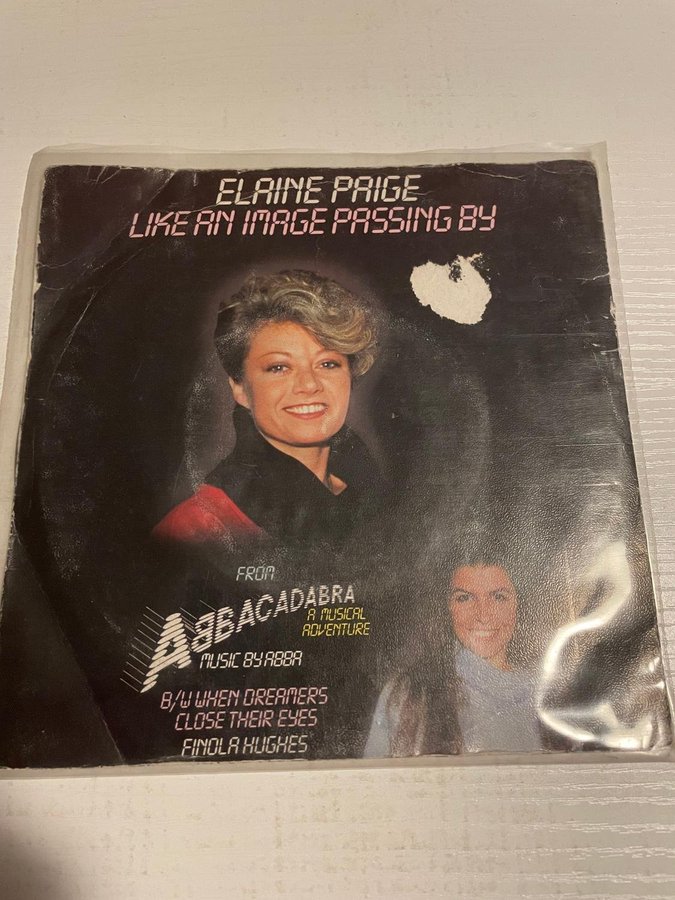 ELAINE PAIGE
LIKE AN IMAGE PASSING BY
FROM
ABBACADABRA
A MUSICAL
ADVENTURE
MUSIC BY ABBA
B/W WHEN DREAMERS
CLOSE THEIR EYES
FINOLA HUGHES